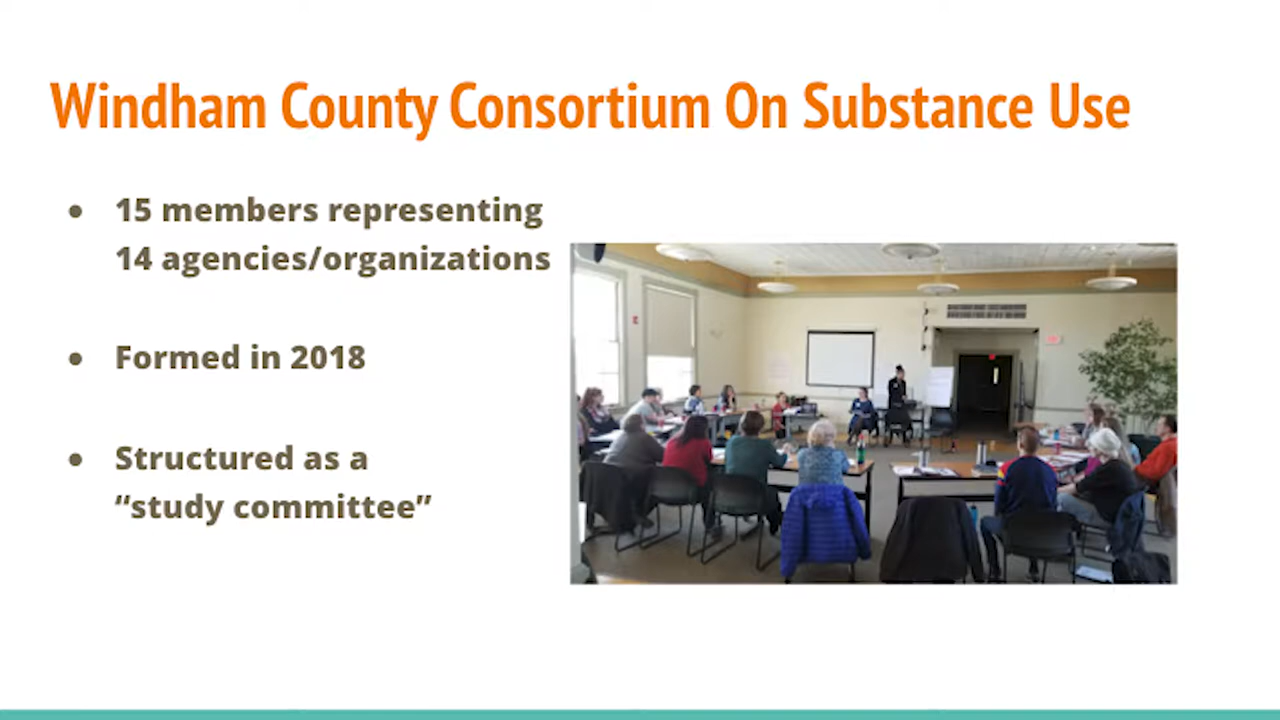 Windham County Consortium On Substance Use
● 15 members representing
14 agencies/organizations
● Formed in 2018
● Structured as a
“study committee”